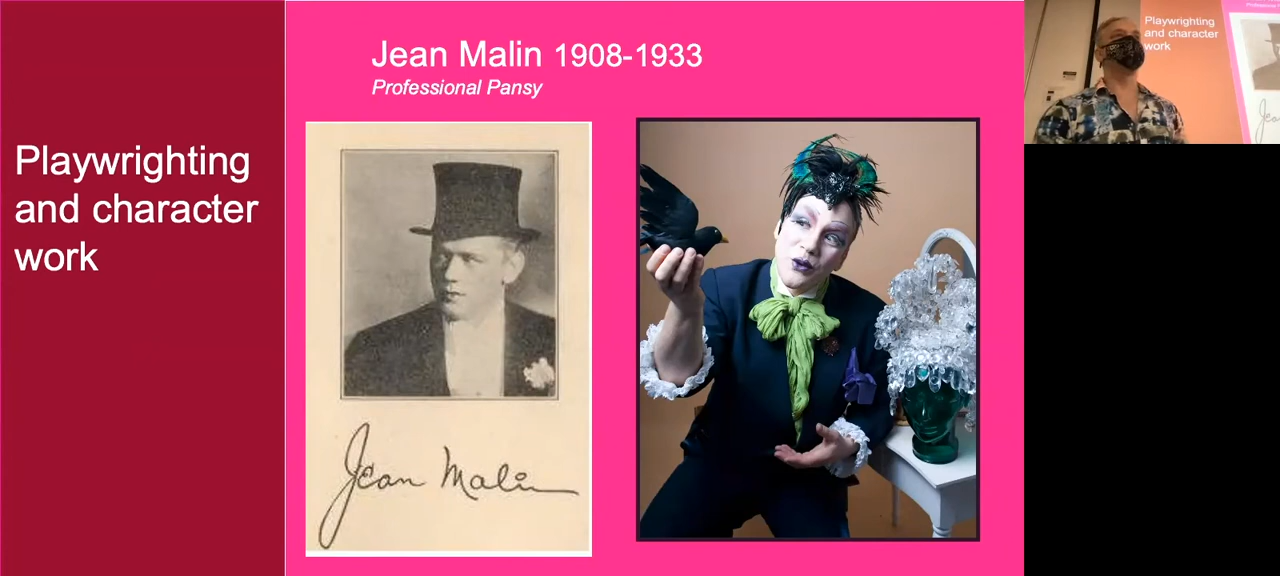 Playwrighting
and character
work
Jean Malin 1908-1933
Professional Pansy
Jean Malin
Playwrighting
and character
work